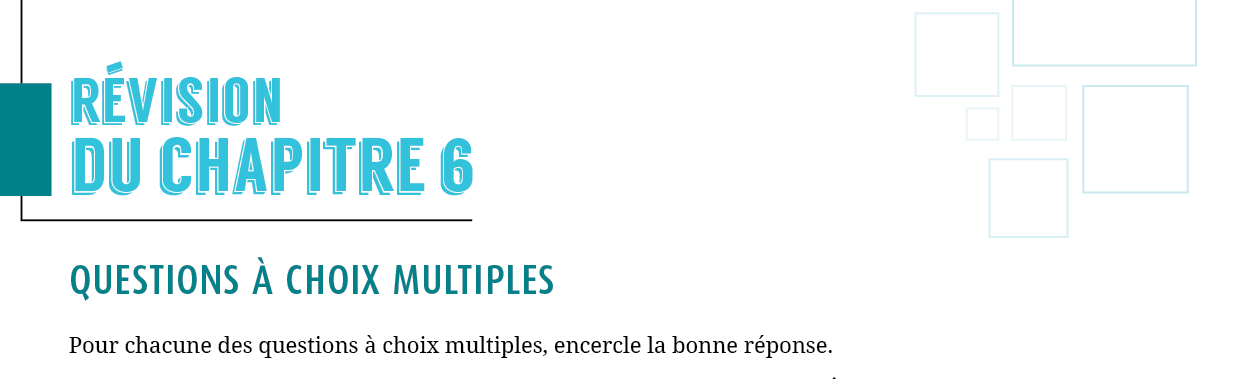 RÉVISION
DU CHAPITRE 6
QUESTIONS À CHOIX MULTIPLES
Pour chacune des questions à choix multiples, encercle la bonne réponse.